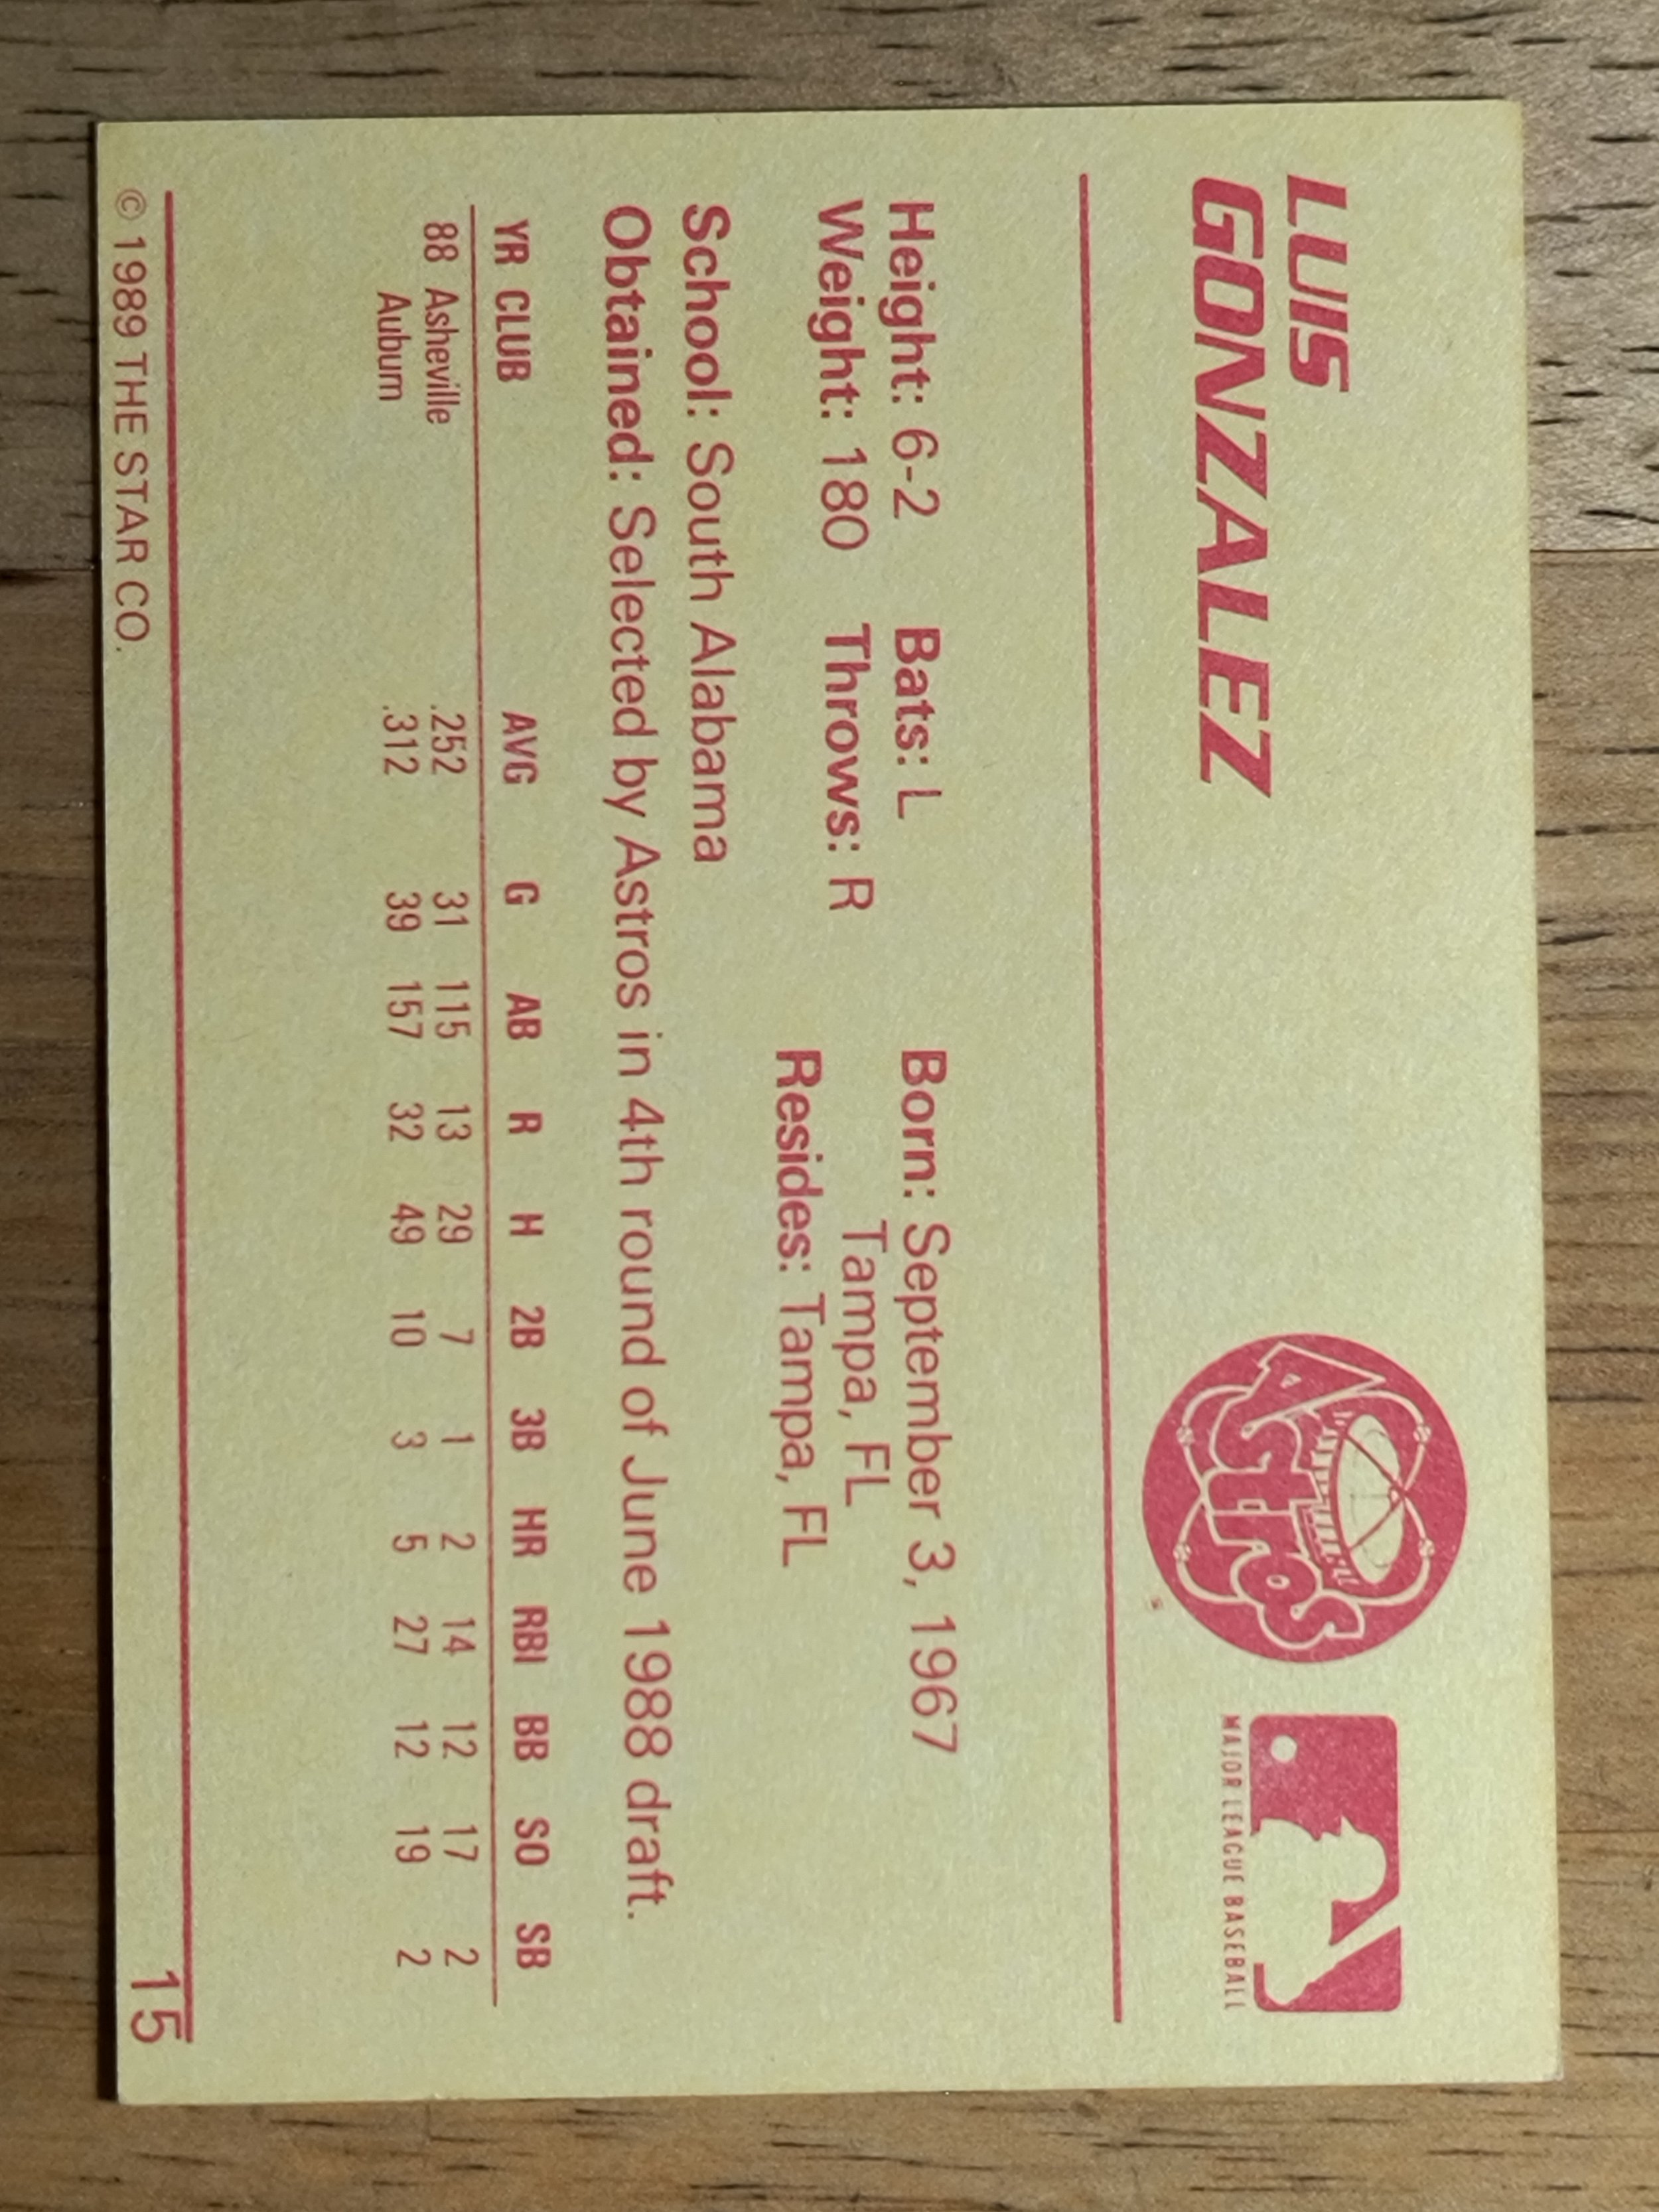 LUIS
GONZALEZ
Astros
MAJOR LEAGUE BASEBALL
Height: 6-2 Bats: L Born: September 3, 1967
Weight: 180 Throws: R Tampa, FL
Resides: Tampa, FL
School: South Alabama
Obtained: Selected by Astros in 4th round of June 1988 draft.
YR CLUB AVG G AB R H 2B 3B HR RBI BB SO SB
88 Asheville .252 31 115 13 29 7 1 2 14 12 17 2
Auburn .312 39 157 32 49 10 3 5 27 12 19 2
© 1989 THE STAR CO. 15